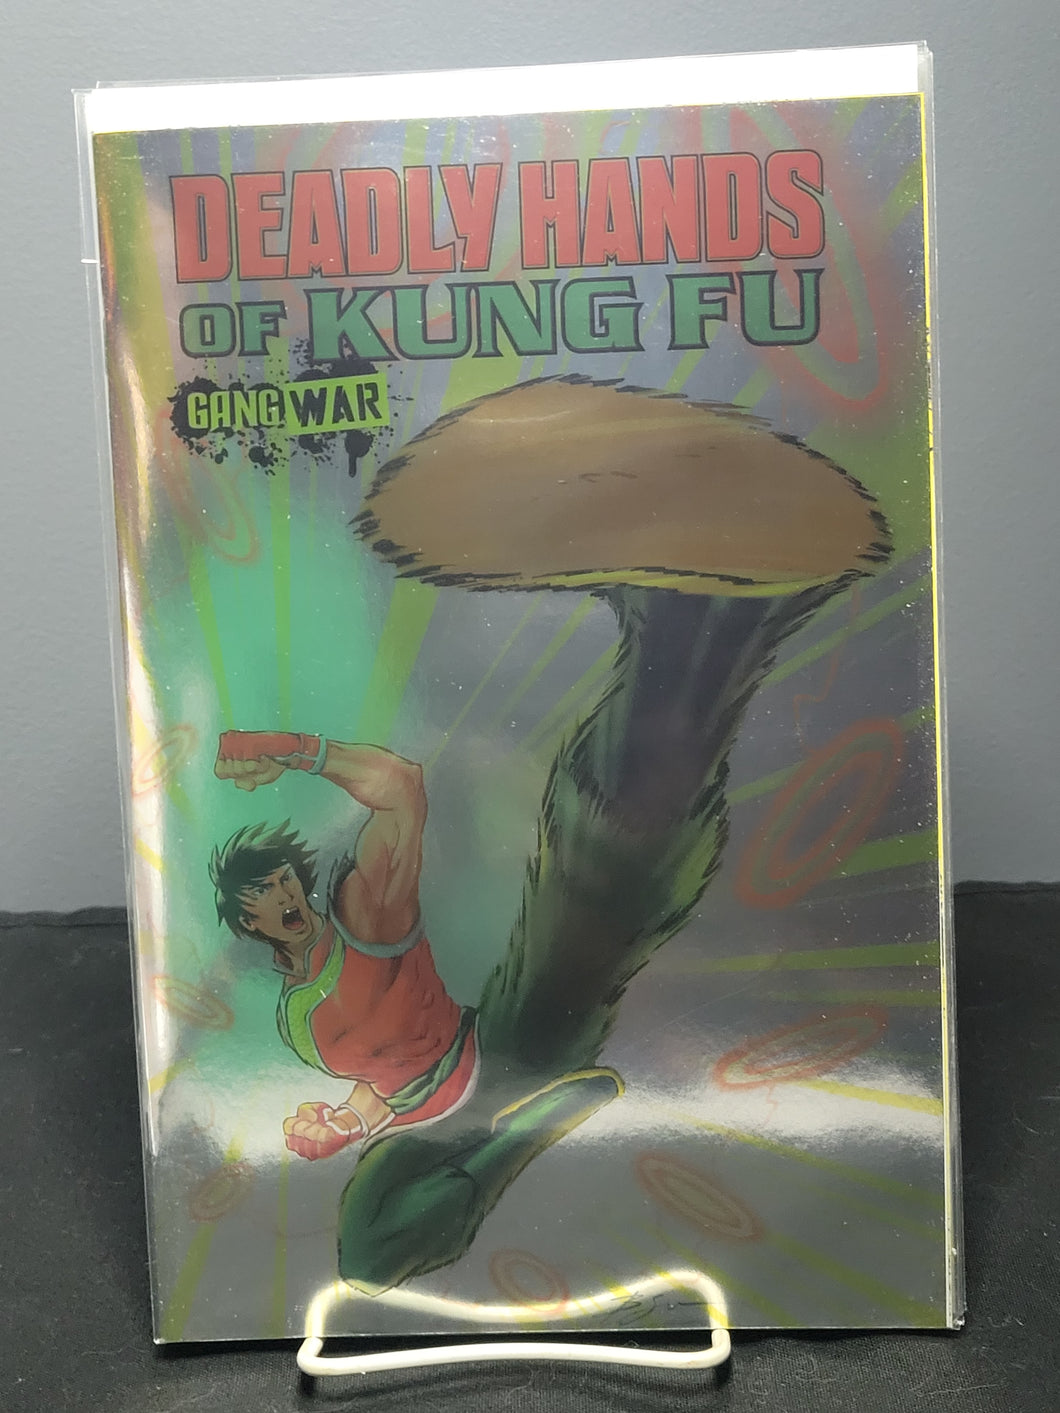 DEADLY HANDS
OF KUNG FU
GANG WAR